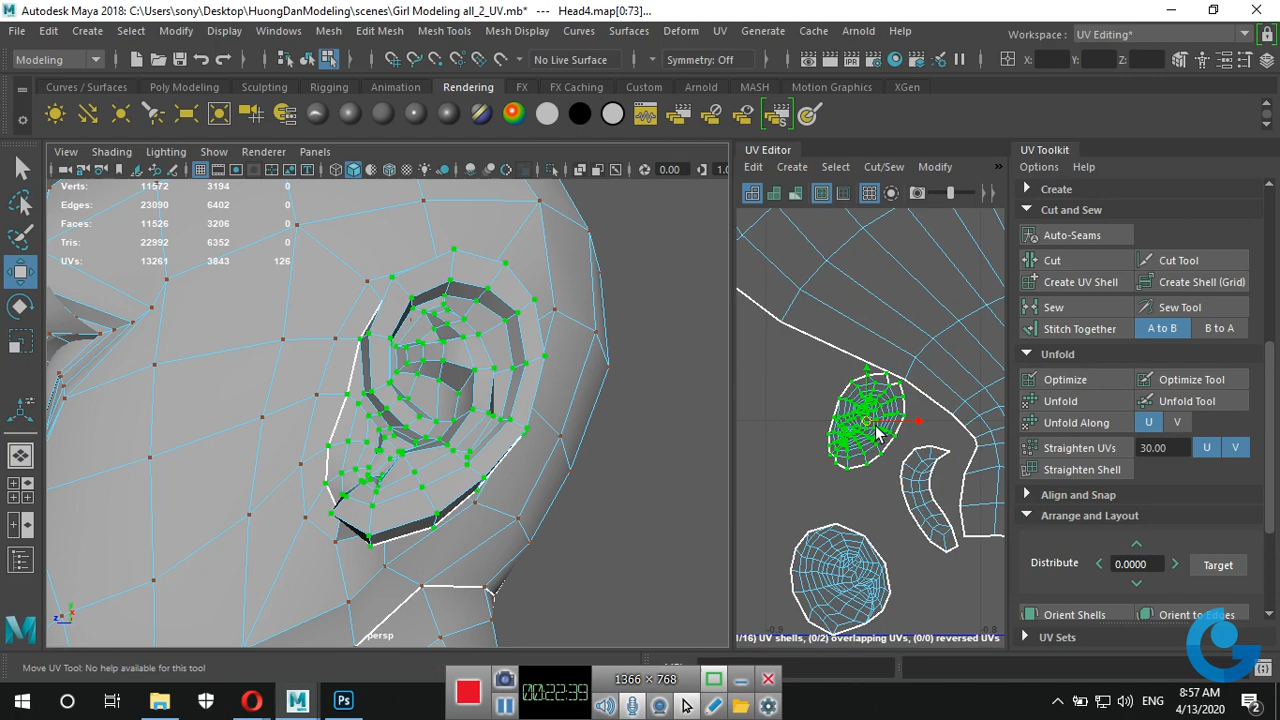 Autodesk Maya 2018: C:\Users\sony\Desktop\HuongDanModeling\scenes\Girl Modeling all_2_UV.mb* --- Head4.map[0:73]...
File Edit Create Select Modify Display Windows Mesh Edit Mesh Mesh Tools Mesh Display Curves Surfaces Deform UV Generate Cache Arnold Help
Workspace : UV Editing*
Modeling No Live Surface Symmetry: Off X: Y: Z:
Curves / Surfaces Poly Modeling Sculpting Rigging Animation Rendering FX FX Caching Custom Arnold MASH Motion Graphics XGen
View Shading Lighting Show Renderer Panels
0.00 1.0
Verts: 11572 3194 0
Edges: 23090 6402 0
Faces: 11526 3206 0
Tris: 22992 6352 0
UVs: 13261 3843 126
persp
UV Editor
Edit Create Select Cut/Sew Modify »
/16) UV shells, (0/2) overlapping UVs, (0/0) reversed UVs
UV Toolkit
Options Help
Create
Cut and Sew
Auto-Seams
Cut Cut Tool
Create UV Shell Create Shell (Grid)
Sew Sew Tool
Stitch Together A to B B to A
Unfold
Optimize Optimize Tool
Unfold Unfold Tool
Unfold Along U V
Straighten UVs 30.00 U V
Straighten Shell
Align and Snap
Arrange and Layout
Distribute 0.0000 Target
Orient Shells Orient to Edges
UV Sets
Move UV Tool: No help available for this tool
1366 × 768
00:22:39
ENG
8:57 AM
4/13/2020
2